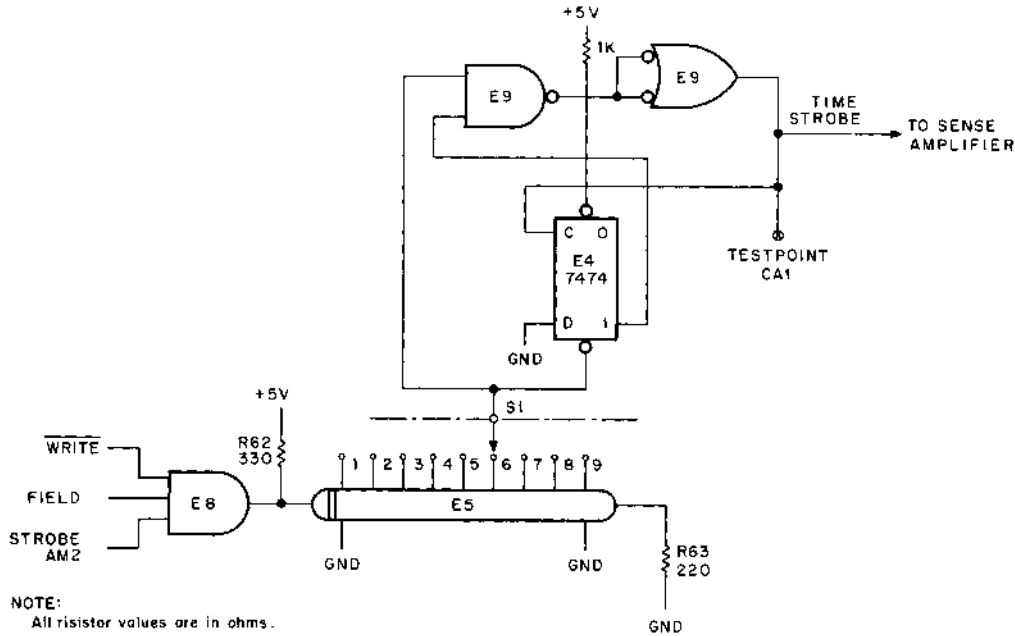 +5V
1K
E9
E9
TIME
STROBE
TO SENSE
AMPLIFIER
C 0
E4
7474
D 1
TESTPOINT
CA1
GND
+5V
S1
R62
330
WRITE
FIELD
STROBE
AM2
E8
1 2 3 4 5 6 7 8 9
E5
GND
GND
R63
220
GND
NOTE:
All risistor values are in ohms.